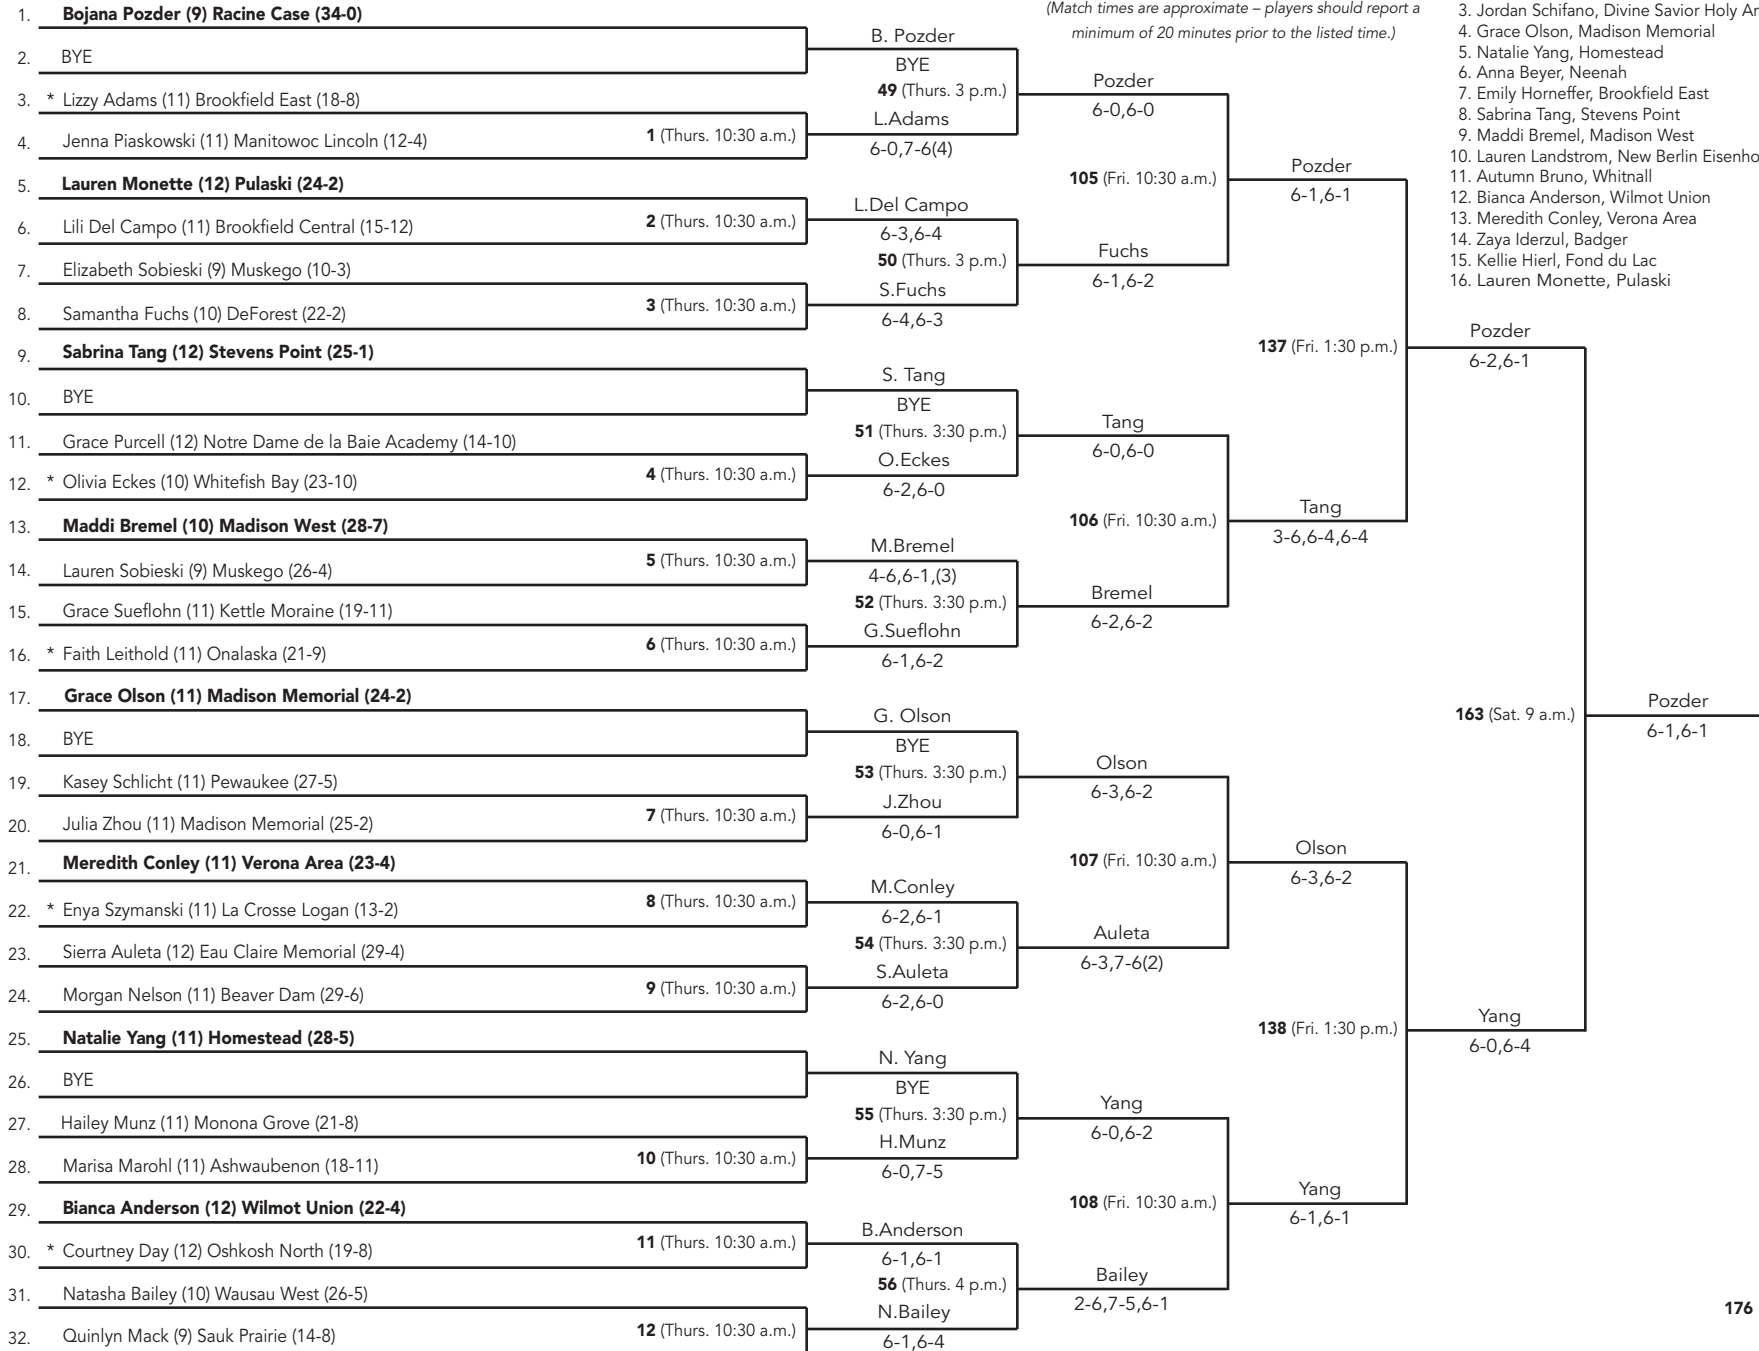 1. Bojana Pozder (9) Racine Case (34-0)
2. BYE
3. * Lizzy Adams (11) Brookfield East (18-8)
4. Jenna Piaskowski (11) Manitowoc Lincoln (12-4)
5. Lauren Monette (12) Pulaski (24-2)
6. Lili Del Campo (11) Brookfield Central (15-12)
7. Elizabeth Sobieski (9) Muskego (10-3)
8. Samantha Fuchs (10) DeForest (22-2)
9. Sabrina Tang (12) Stevens Point (25-1)
10. BYE
11. Grace Purcell (12) Notre Dame de la Baie Academy (14-10)
12. * Olivia Eckes (10) Whitefish Bay (23-10)
13. Maddi Bremel (10) Madison West (28-7)
14. Lauren Sobieski (9) Muskego (26-4)
15. Grace Sueflohn (11) Kettle Moraine (19-11)
16. * Faith Leithold (11) Onalaska (21-9)
17. Grace Olson (11) Madison Memorial (24-2)
18. BYE
19. Kasey Schlicht (11) Pewaukee (27-5)
20. Julia Zhou (11) Madison Memorial (25-2)
21. Meredith Conley (11) Verona Area (23-4)
22. * Enya Szymanski (11) La Crosse Logan (13-2)
23. Sierra Auleta (12) Eau Claire Memorial (29-4)
24. Morgan Nelson (11) Beaver Dam (29-6)
25. Natalie Yang (11) Homestead (28-5)
26. BYE
27. Hailey Munz (11) Monona Grove (21-8)
28. Marisa Marohl (11) Ashwaubenon (18-11)
29. Bianca Anderson (12) Wilmot Union (22-4)
30. * Courtney Day (12) Oshkosh North (19-8)
31. Natasha Bailey (10) Wausau West (26-5)
32. Quinlyn Mack (9) Sauk Prairie (14-8)
1 (Thurs. 10:30 a.m.)
2 (Thurs. 10:30 a.m.)
3 (Thurs. 10:30 a.m.)
4 (Thurs. 10:30 a.m.)
5 (Thurs. 10:30 a.m.)
6 (Thurs. 10:30 a.m.)
7 (Thurs. 10:30 a.m.)
8 (Thurs. 10:30 a.m.)
9 (Thurs. 10:30 a.m.)
10 (Thurs. 10:30 a.m.)
11 (Thurs. 10:30 a.m.)
12 (Thurs. 10:30 a.m.)
B. Pozder
BYE
49 (Thurs. 3 p.m.)
L.Adams
6-0,7-6(4)
L.Del Campo
6-3,6-4
50 (Thurs. 3 p.m.)
S.Fuchs
6-4,6-3
S. Tang
BYE
51 (Thurs. 3:30 p.m.)
O.Eckes
6-2,6-0
M.Bremel
4-6,6-1,(3)
52 (Thurs. 3:30 p.m.)
G.Sueflohn
6-1,6-2
G. Olson
BYE
53 (Thurs. 3:30 p.m.)
J.Zhou
6-0,6-1
M.Conley
6-2,6-1
54 (Thurs. 3:30 p.m.)
S.Auleta
6-2,6-0
N. Yang
BYE
55 (Thurs. 3:30 p.m.)
H.Munz
6-0,7-5
B.Anderson
6-1,6-1
56 (Thurs. 4 p.m.)
N.Bailey
6-1,6-4
(Match times are approximate – players should report a
minimum of 20 minutes prior to the listed time.)
Pozder
6-0,6-0
105 (Fri. 10:30 a.m.)
Fuchs
6-1,6-2
Tang
6-0,6-0
106 (Fri. 10:30 a.m.)
Bremel
6-2,6-2
Olson
6-3,6-2
107 (Fri. 10:30 a.m.)
Auleta
6-3,7-6(2)
Yang
6-0,6-2
108 (Fri. 10:30 a.m.)
Bailey
2-6,7-5,6-1
Pozder
6-1,6-1
137 (Fri. 1:30 p.m.)
Tang
3-6,6-4,6-4
Olson
6-3,6-2
138 (Fri. 1:30 p.m.)
Yang
6-1,6-1
3. Jordan Schifano, Divine Savior Holy
4. Grace Olson, Madison Memorial
5. Natalie Yang, Homestead
6. Anna Beyer, Neenah
7. Emily Horneffer, Brookfield East
8. Sabrina Tang, Stevens Point
9. Maddi Bremel, Madison West
10. Lauren Landstrom, New Berlin
11. Autumn Bruno, Whitnall
12. Bianca Anderson, Wilmot Union
13. Meredith Conley, Verona Area
14. Zaya Iderzul, Badger
15. Kellie Hierl, Fond du Lac
16. Lauren Monette, Pulaski
Pozder
6-2,6-1
163 (Sat. 9 a.m.)
Yang
6-0,6-4
Pozder
6-1,6-1
176